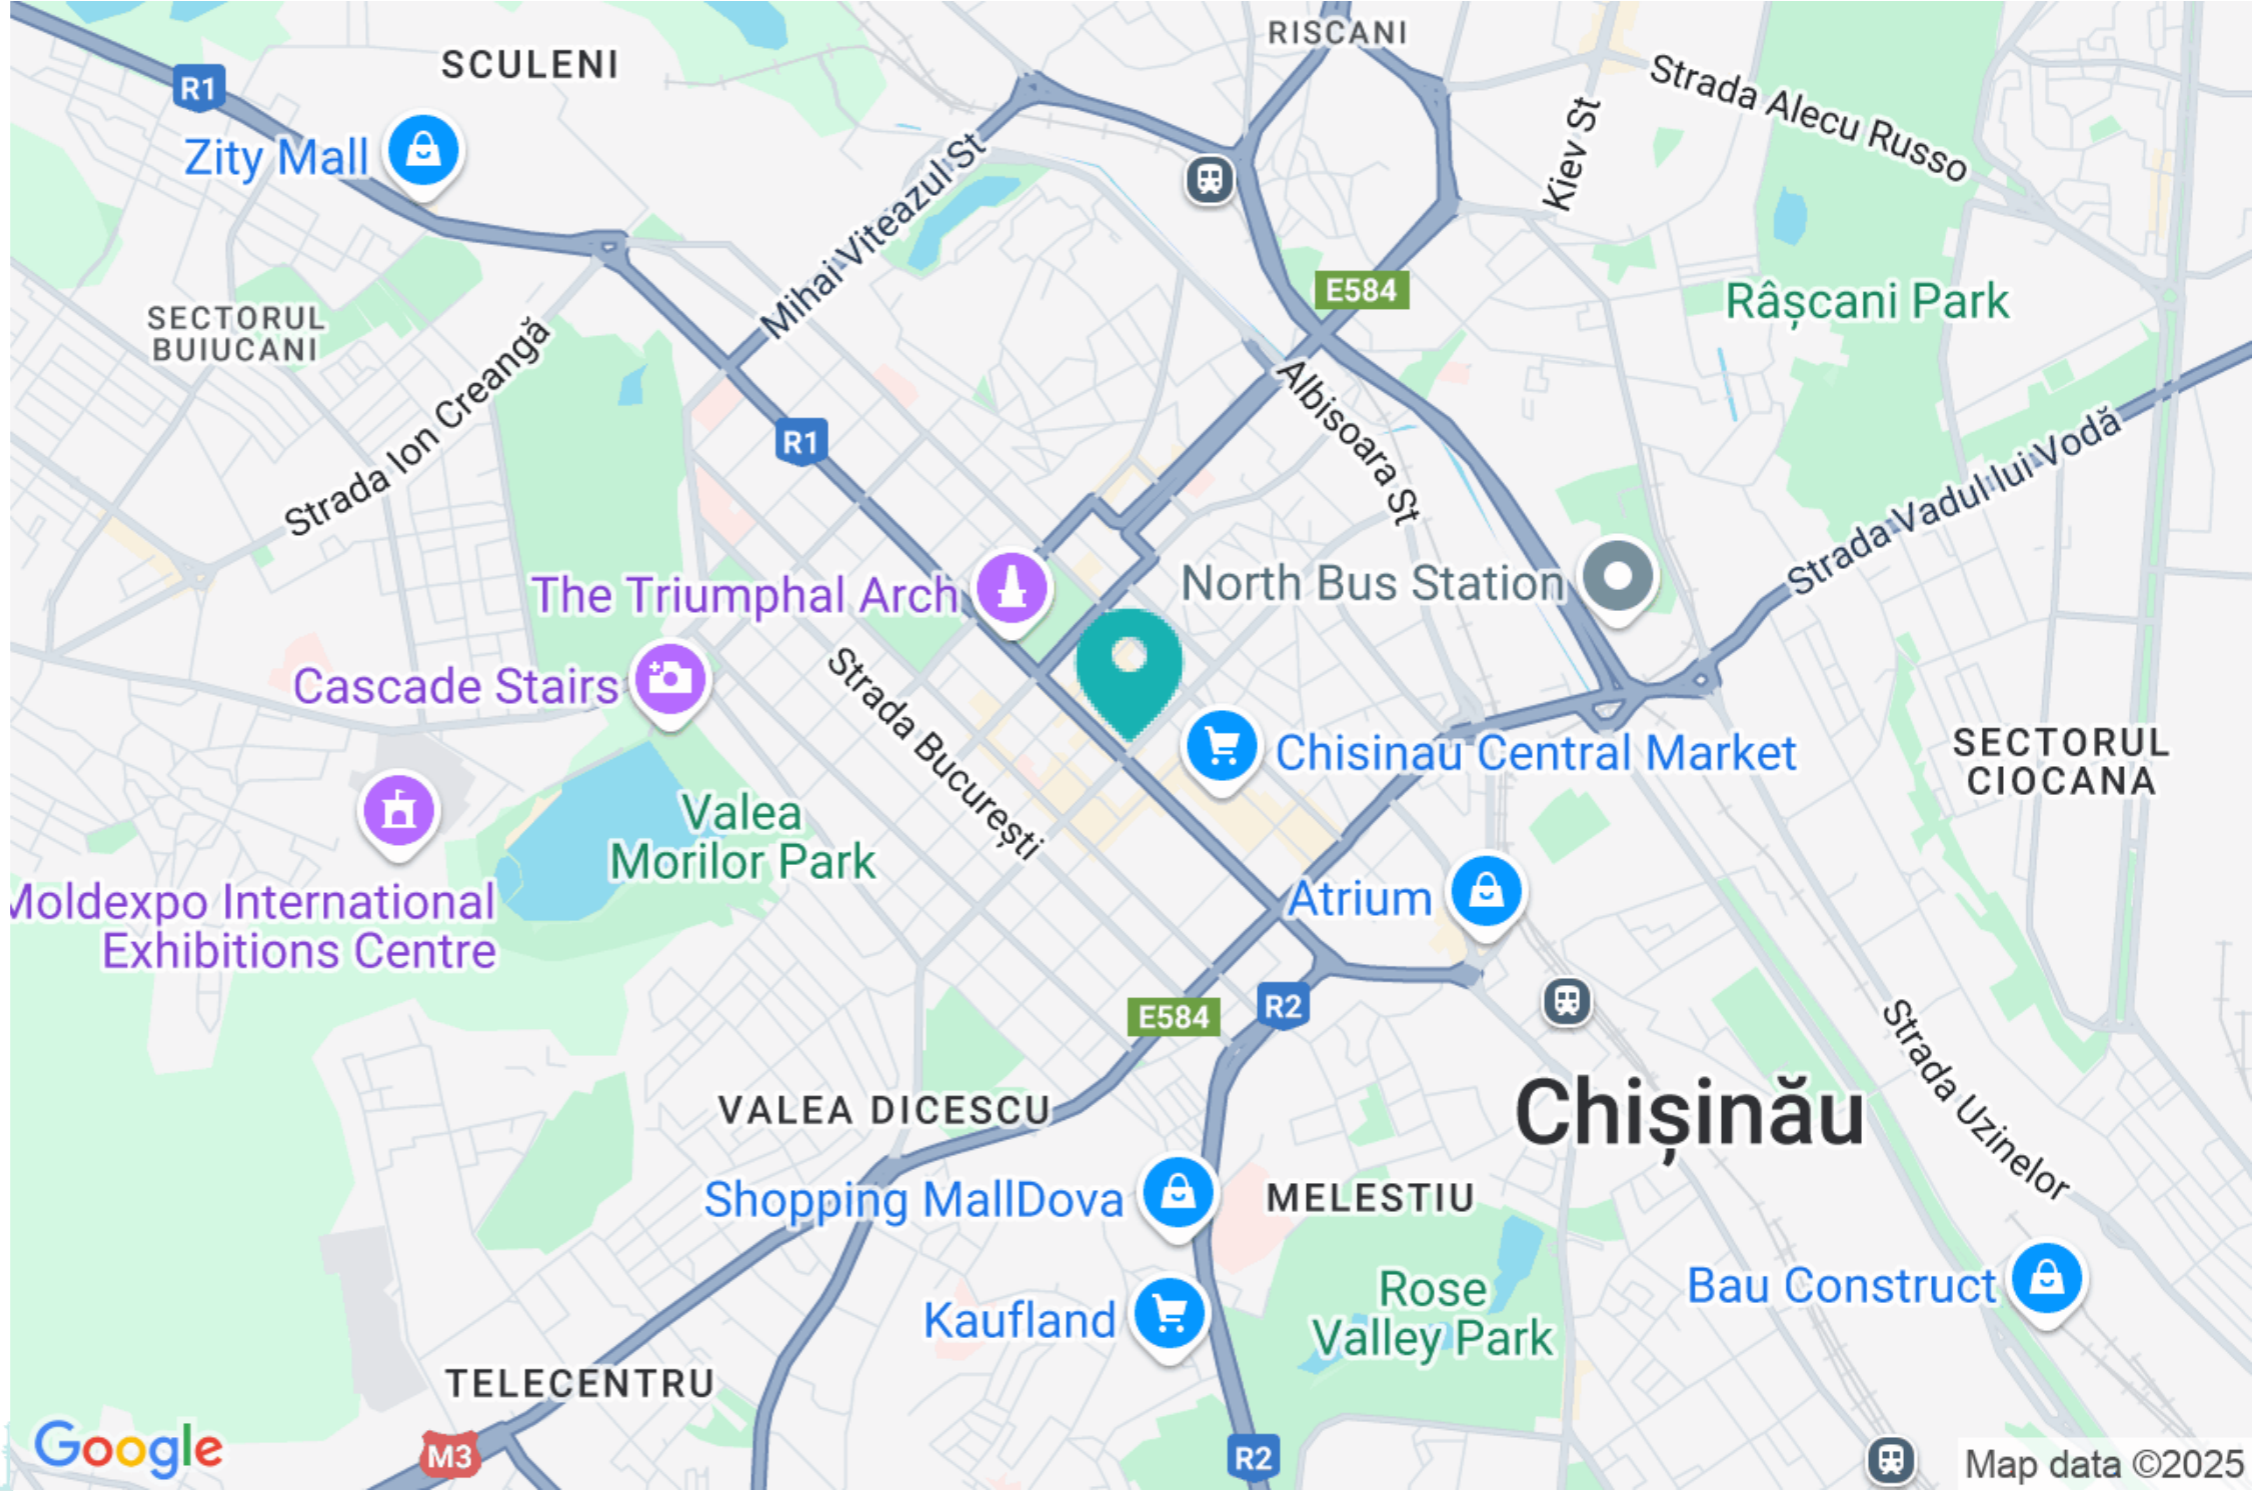 RISCANI
SCULENI
Strada Alecu Russo
R1
Zity Mall
Kiev St
Mihai Viteazul St
E584
Râșcani Park
SECTORUL
BUIUCANI
Strada Ion Creangă
R1
Albisoara St
Strada Vadul lui Vodă
The Triumphal Arch
North Bus Station
Cascade Stairs
Strada București
Chisinau Central Market
SECTORUL
CIOCANA
Valea
Morilor Park
Moldexpo International
Exhibitions Centre
Atrium
E584
R2
Strada Uzinelor
VALEA DICESCU
Chișinău
Shopping MallDova
MELESTIU
Rose
Valley Park
Bau Construct
Kaufland
TELECENTRU
Google
M3
R2
Map data ©2025